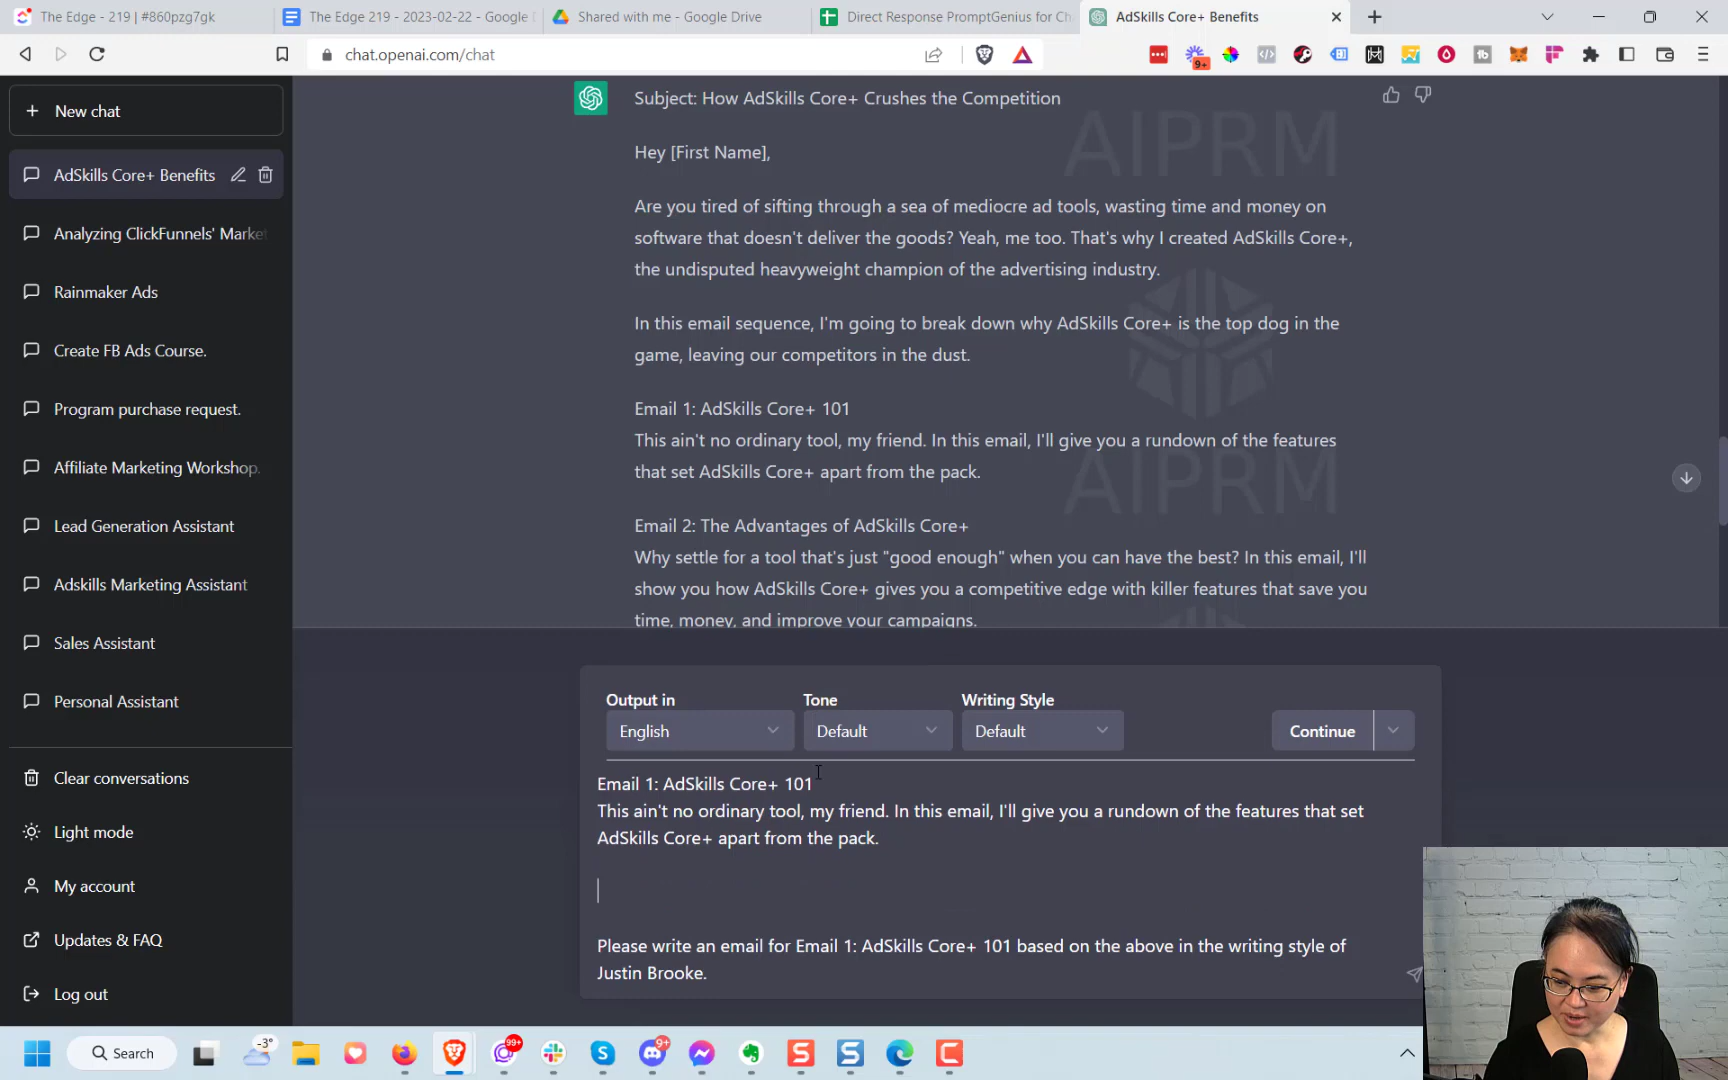 The Edge - 219 | #860pzg7gk
The Edge 219 - 2023-02-22 - Google
Shared with me - Google Drive
Direct Response PromptGenius for Ch
AdSkills Core+ Benefits
chat.openai.com/chat
9+
New chat
AdSkills Core+ Benefits
Analyzing ClickFunnels' Market
Rainmaker Ads
Create FB Ads Course.
Program purchase request.
Affiliate Marketing Workshop.
Lead Generation Assistant
Adskills Marketing Assistant
Sales Assistant
Personal Assistant
Clear conversations
Light mode
My account
Updates & FAQ
Log out
Subject: How AdSkills Core+ Crushes the Competition
Hey [First Name],
Are you tired of sifting through a sea of mediocre ad tools, wasting time and money on
software that doesn't deliver the goods? Yeah, me too. That's why I created AdSkills Core+,
the undisputed heavyweight champion of the advertising industry.
In this email sequence, I'm going to break down why AdSkills Core+ is the top dog in the
game, leaving our competitors in the dust.
Email 1: AdSkills Core+ 101
This ain't no ordinary tool, my friend. In this email, I'll give you a rundown of the features
that set AdSkills Core+ apart from the pack.
Email 2: The Advantages of AdSkills Core+
Why settle for a tool that's just "good enough" when you can have the best? In this email, I'll
show you how AdSkills Core+ gives you a competitive edge with killer features that save you
time, money, and improve your campaigns.
AIPRM
AIPRM
Output in
Tone
Writing Style
English
Default
Default
Continue
Email 1: AdSkills Core+ 101
This ain't no ordinary tool, my friend. In this email, I'll give you a rundown of the features that set
AdSkills Core+ apart from the pack.
Please write an email for Email 1: AdSkills Core+ 101 based on the above in the writing style of
Justin Brooke.
Search
-3°
99+
9+